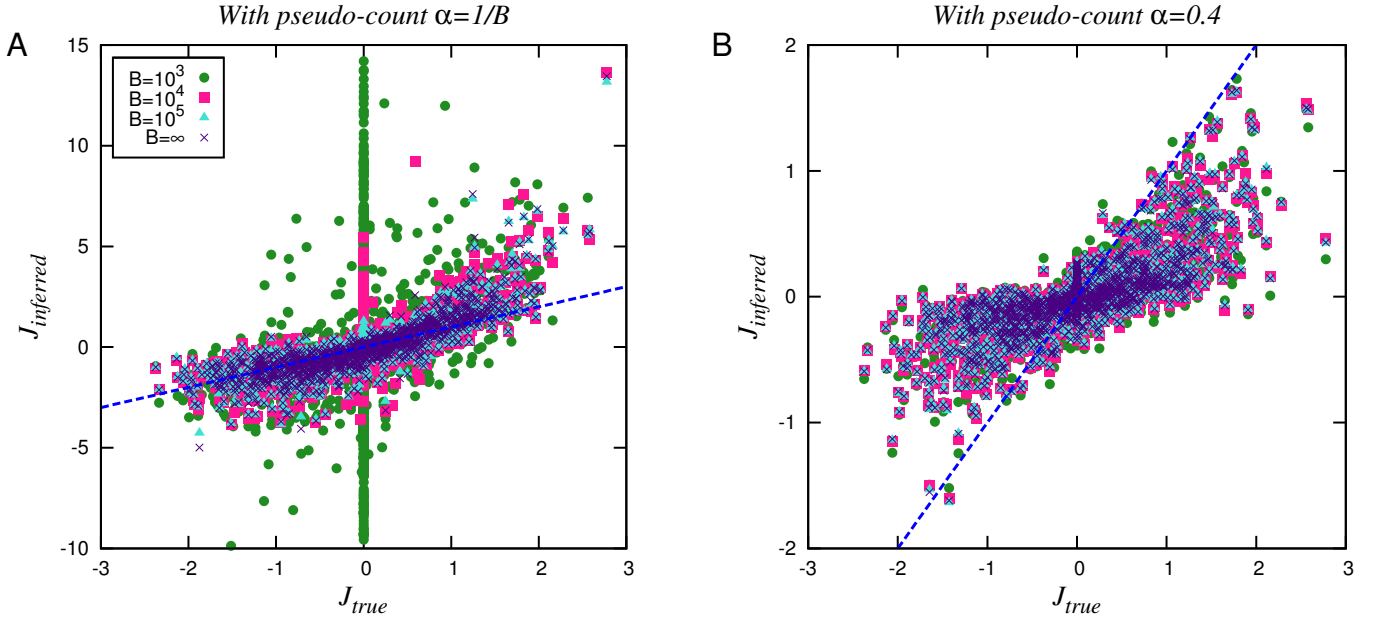 With pseudo-count α=1/B
With pseudo-count α=0.4
A
B
15
10
5
0
-5
-10
B=10³
B=10⁴
B=10⁵
B=∞
J_inferred
-3 -2 -1 0 1 2 3
J_true
2
1
0
-1
-2
J_inferred
-3 -2 -1 0 1 2 3
J_true